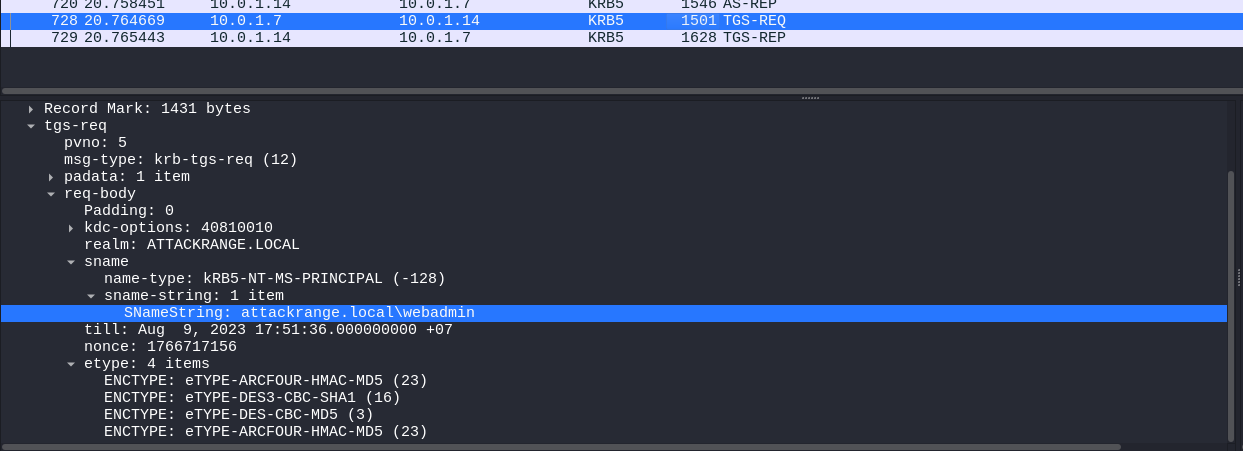 720 20.758451 10.0.1.14 10.0.1.7 KRB5 1546 AS-REP
728 20.764669 10.0.1.7 10.0.1.14 KRB5 1501 TGS-REQ
729 20.765443 10.0.1.14 10.0.1.7 KRB5 1628 TGS-REP
Record Mark: 1431 bytes
tgs-req
pvno: 5
msg-type: krb-tgs-req (12)
padata: 1 item
req-body
Padding: 0
kdc-options: 40810010
realm: ATTACKRANGE.LOCAL
sname
name-type: kRB5-NT-MS-PRINCIPAL (-128)
sname-string: 1 item
SNameString: attackrange.local\webadmin
till: Aug  9, 2023 17:51:36.000000000 +07
nonce: 1766717156
etype: 4 items
ENCTYPE: eTYPE-ARCFOUR-HMAC-MD5 (23)
ENCTYPE: eTYPE-DES3-CBC-SHA1 (16)
ENCTYPE: eTYPE-DES-CBC-MD5 (3)
ENCTYPE: eTYPE-ARCFOUR-HMAC-MD5 (23)